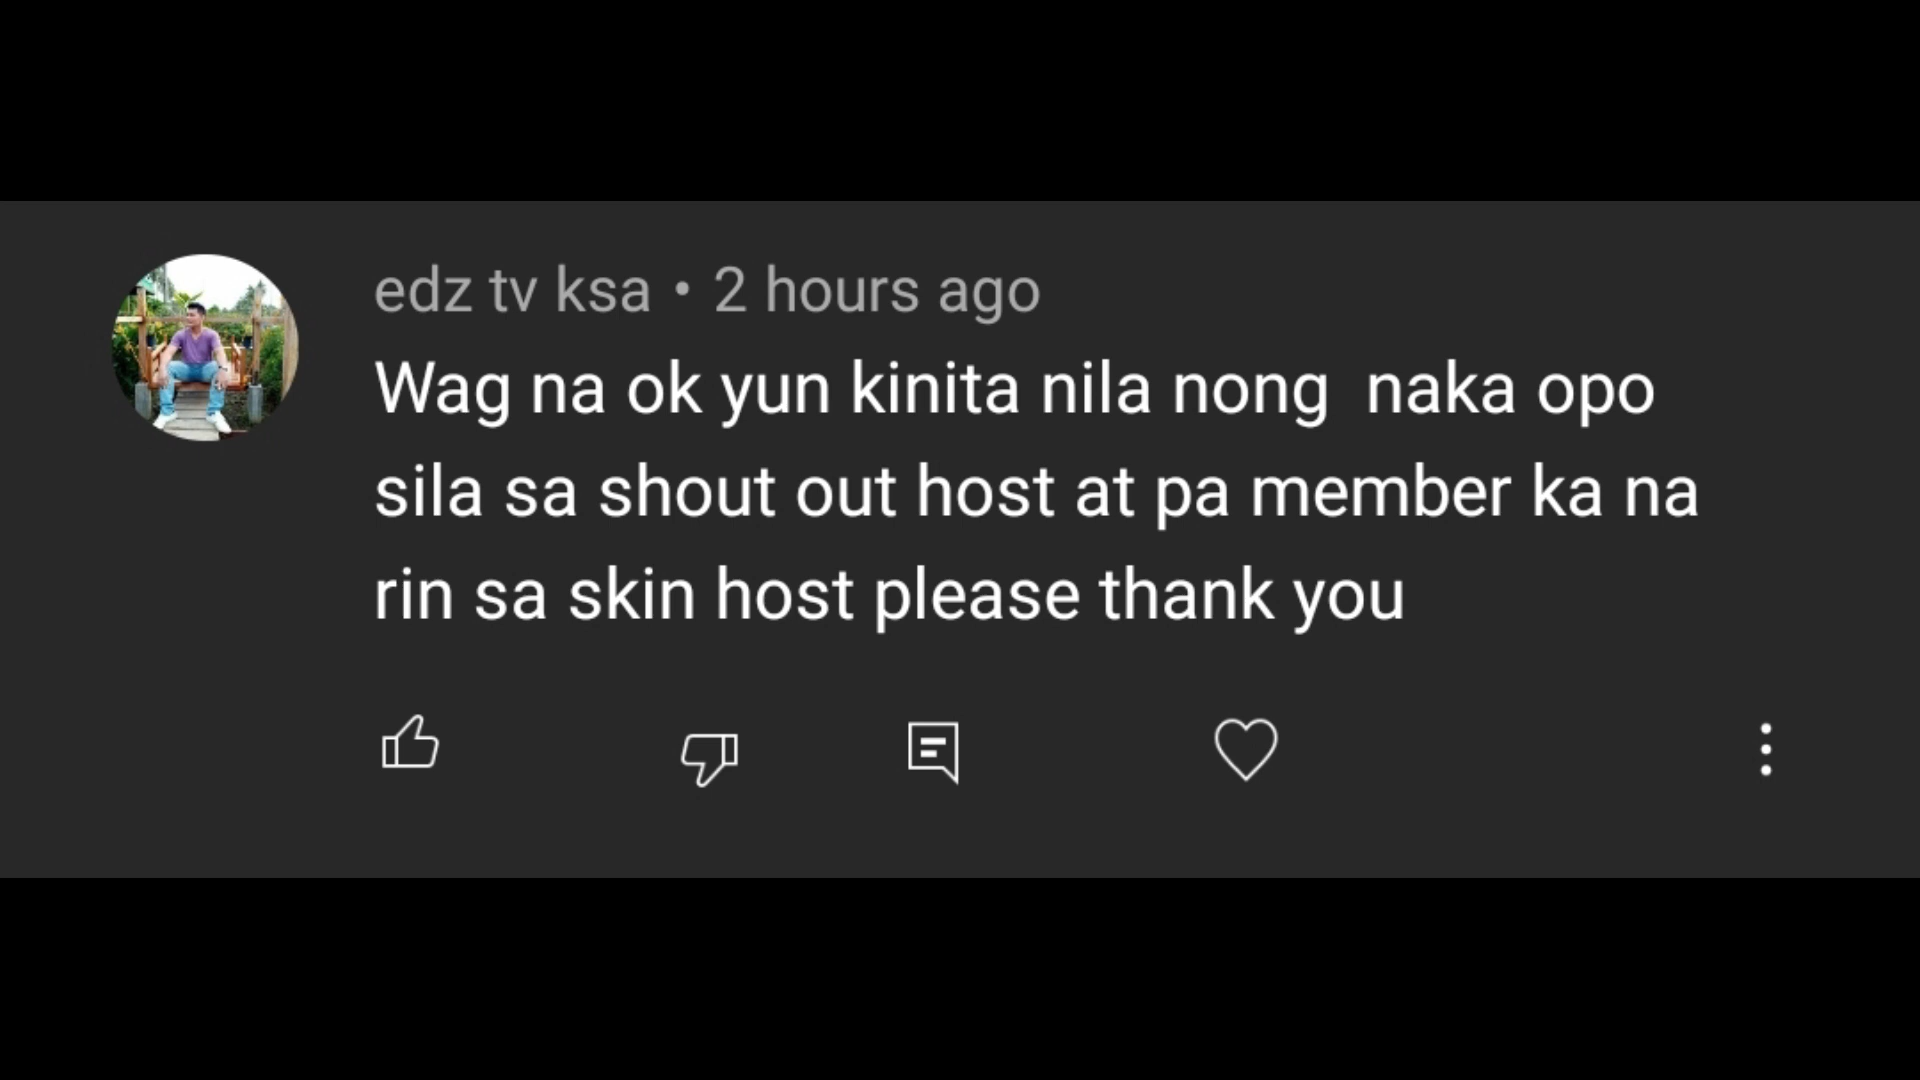 edz tv ksa • 2 hours ago
Wag na ok yun kinita nila nong  naka opo
sila sa shout out host at pa member ka na
rin sa skin host please thank you